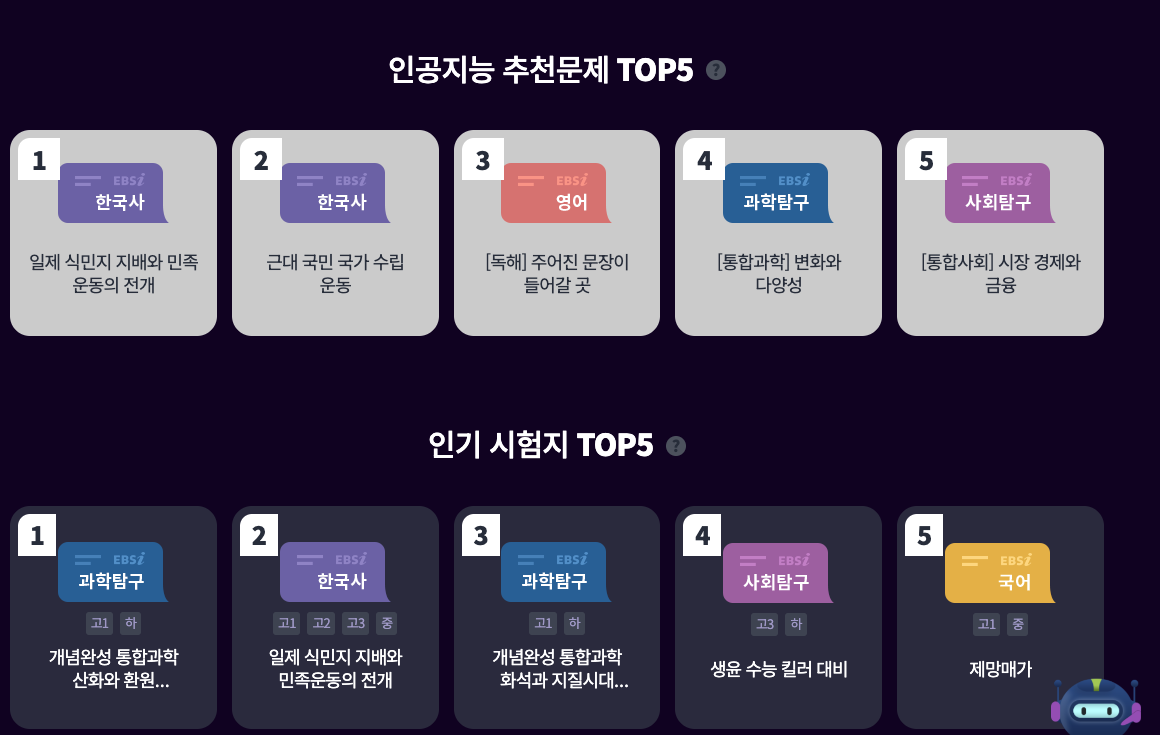 인공지능 추천문제 TOP5 ?
1
EBSi
한국사
일제 식민지 지배와 민족
운동의 전개
2
EBSi
한국사
근대 국민 국가 수립
운동
3
EBSi
영어
[독해] 주어진 문장이
들어갈 곳
4
EBSi
과학탐구
[통합과학] 변화와
다양성
5
EBSi
사회탐구
[통합사회] 시장 경제와
금융
인기 시험지 TOP5 ?
1
EBSi
과학탐구
고1 하
개념완성 통합과학
산화와 환원...
2
EBSi
한국사
고1 고2 고3 중
일제 식민지 지배와
민족운동의 전개
3
EBSi
과학탐구
고1 하
개념완성 통합과학
화석과 지질시대...
4
EBSi
사회탐구
고3 하
생윤 수능 킬러 대비
5
EBSi
국어
고1 중
제망매가